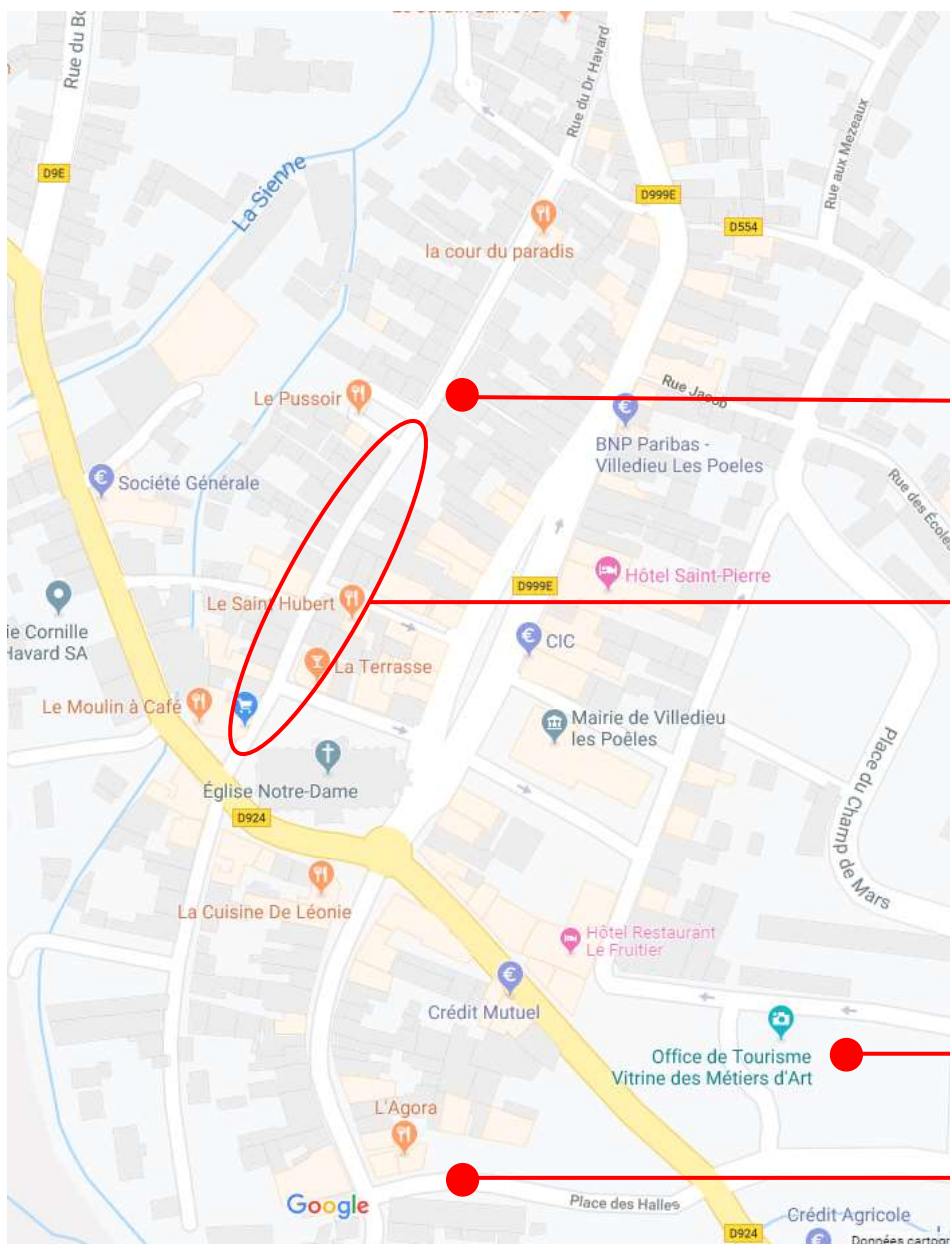 Rue du Bo
Rue du Dr Havard
Rue aux Mezeaux
D9E
La Sienne
D999E
D554
la cour du paradis
Rue Jacob
Le Pussoir
BNP Paribas -
Villedieu Les Poeles
Société Générale
Rue des Écoles
Hôtel Saint-Pierre
D999E
Le Saint Hubert
ie Cornille
Havard SA
CIC
La Terrasse
Le Moulin à Café
Mairie de Villedieu
les Poêles
Place du Champ de Mars
Église Notre-Dame
D924
La Cuisine De Léonie
Hôtel Restaurant
Le Fruitier
Crédit Mutuel
Office de Tourisme
Vitrine des Métiers d'Art
L'Agora
Google
Place des Halles
Crédit Agricole
D924
Données cartogr